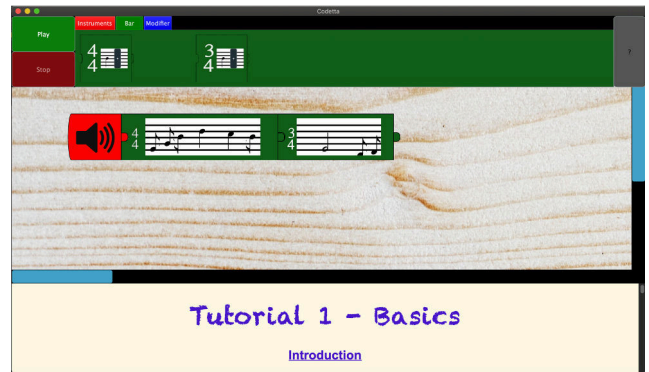 Codetta
Play
Instruments Bar Modifier
Stop
4
4
3
4
?
4
4
3
4
Tutorial 1 - Basics
Introduction